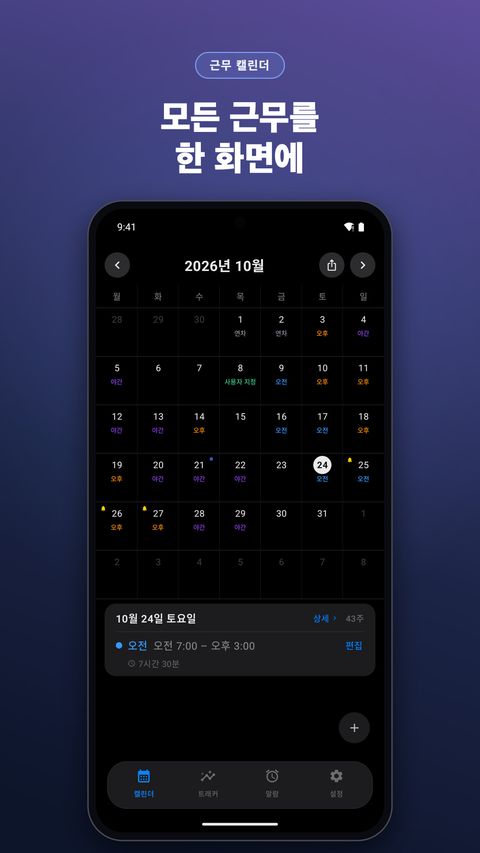 근무 캘린더
모든 근무를
한 화면에
9:41
2026년 10월
월 화 수 목 금 토 일
28 29 30 1 2 3 4
연차 연차 오후 야간
5 6 7 8 9 10 11
야간 사용자 지정 오전 오후 오후
12 13 14 15 16 17 18
야간 야간 오후 오전 오전 오후
19 20 21 22 23 24 25
오후 야간 야간 야간 오전 오전
26 27 28 29 30 31 1
오후 오후 야간 야간
2 3 4 5 6 7 8
10월 24일 토요일 상세 > 43주
오전 오전 7:00 – 오후 3:00 편집
7시간 30분
+
캘린더 트래커 알람 설정